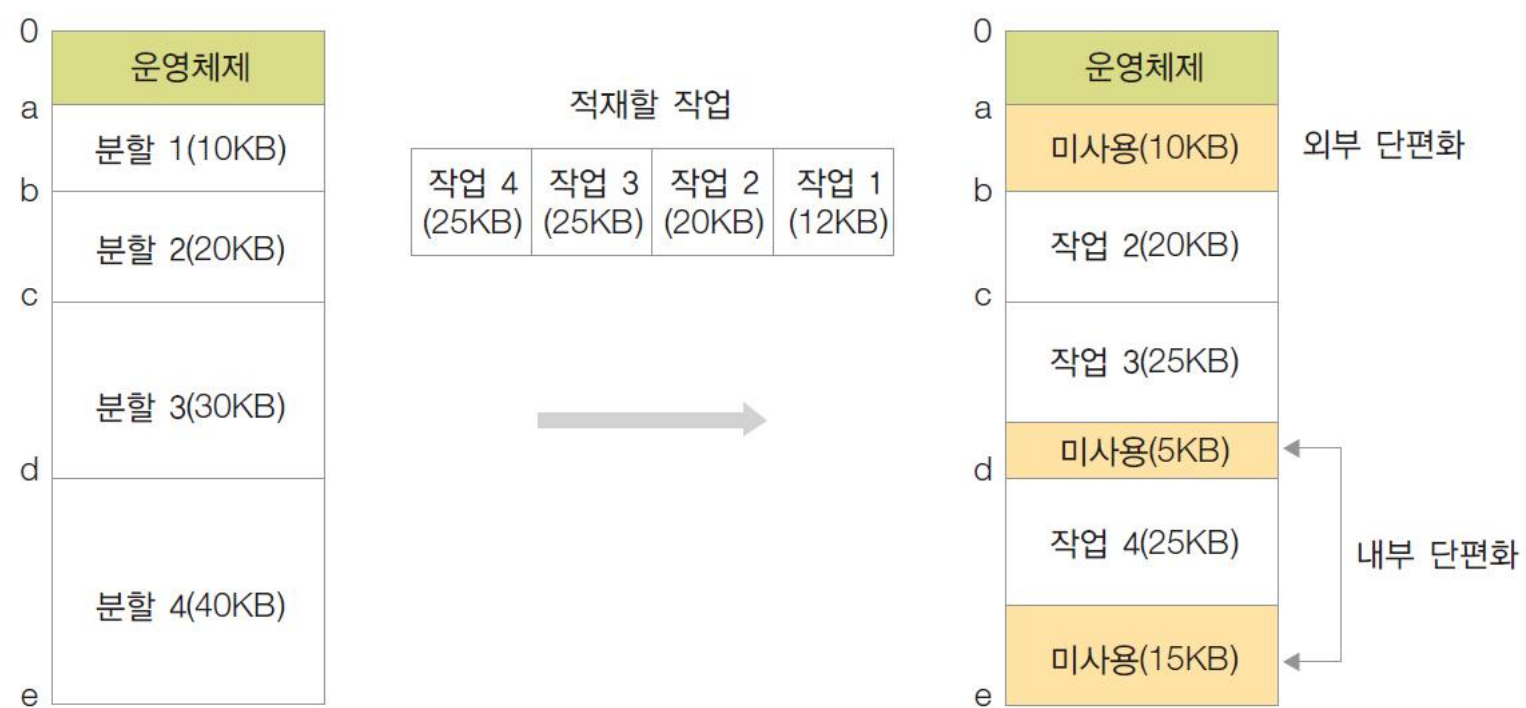 0
운영체제
a
분할 1(10KB)
b
분할 2(20KB)
c
분할 3(30KB)
d
분할 4(40KB)
e
적재할 작업
작업 4
(25KB)
작업 3
(25KB)
작업 2
(20KB)
작업 1
(12KB)
0
운영체제
a
미사용(10KB)
외부 단편화
b
작업 2(20KB)
c
작업 3(25KB)
미사용(5KB)
d
작업 4(25KB)
내부 단편화
미사용(15KB)
e